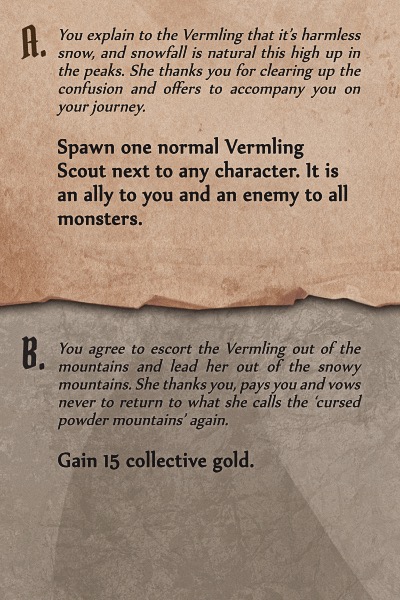 A. You explain to the Vermling that it's harmless
snow, and snowfall is natural this high up in
the peaks. She thanks you for clearing up the
confusion and offers to accompany you on
your journey.
Spawn one normal Vermling
Scout next to any character. It is
an ally to you and an enemy to all
monsters.
B. You agree to escort the Vermling out of the
mountains and lead her out of the snowy
mountains. She thanks you, pays you and vows
never to return to what she calls the 'cursed
powder mountains' again.
Gain 15 collective gold.